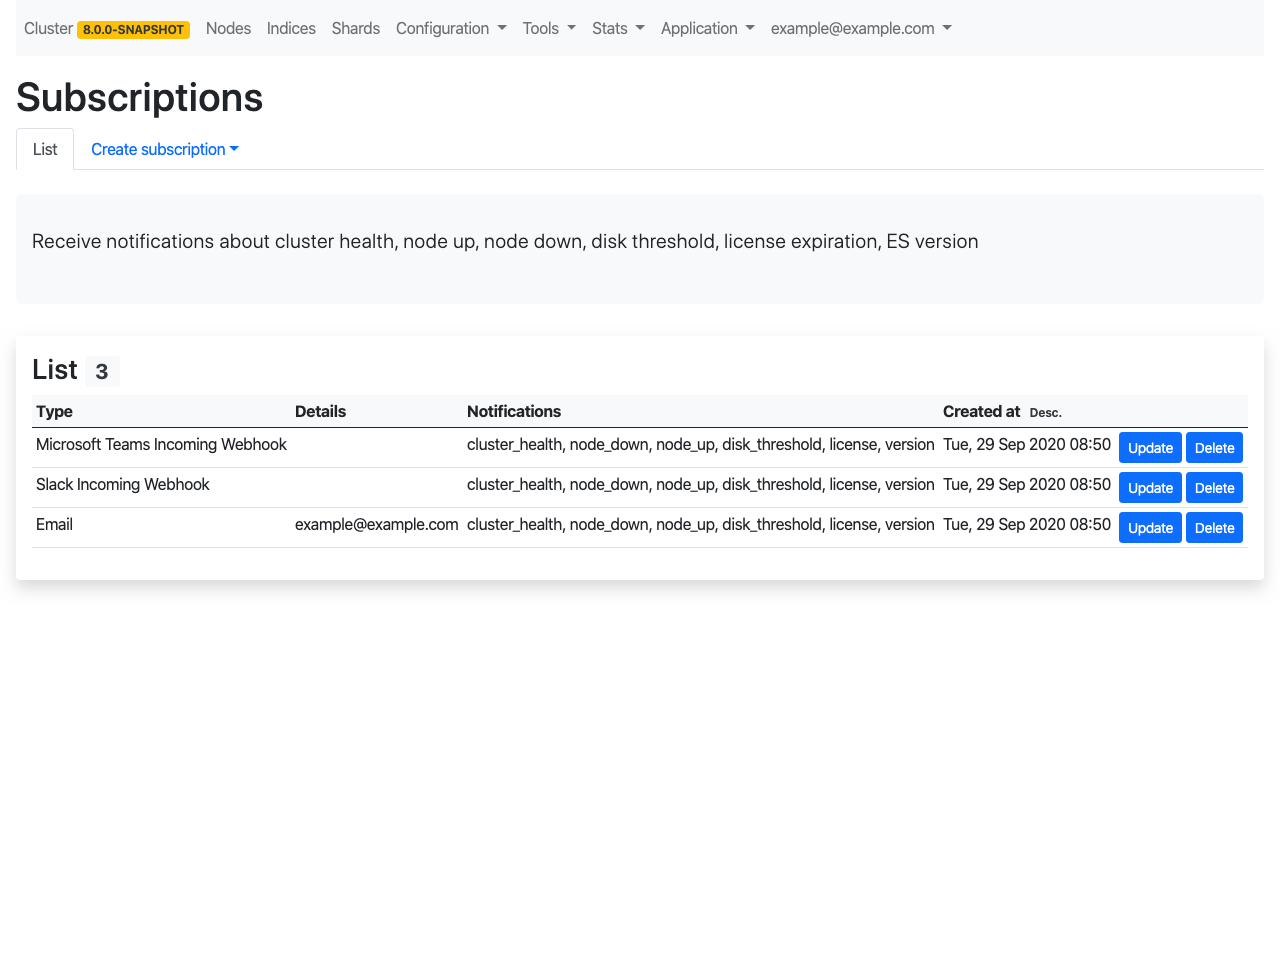 Cluster 8.0.0-SNAPSHOT Nodes Indices Shards Configuration Tools Stats Application example@example.com
Subscriptions
List Create subscription
Receive notifications about cluster health, node up, node down, disk threshold, license expiration, ES version
List 3
Type Details Notifications Created at Desc.
Microsoft Teams Incoming Webhook cluster_health, node_down, node_up, disk_threshold, license, version Tue, 29 Sep 2020 08:50 Update Delete
Slack Incoming Webhook cluster_health, node_down, node_up, disk_threshold, license, version Tue, 29 Sep 2020 08:50 Update Delete
Email example@example.com cluster_health, node_down, node_up, disk_threshold, license, version Tue, 29 Sep 2020 08:50 Update Delete